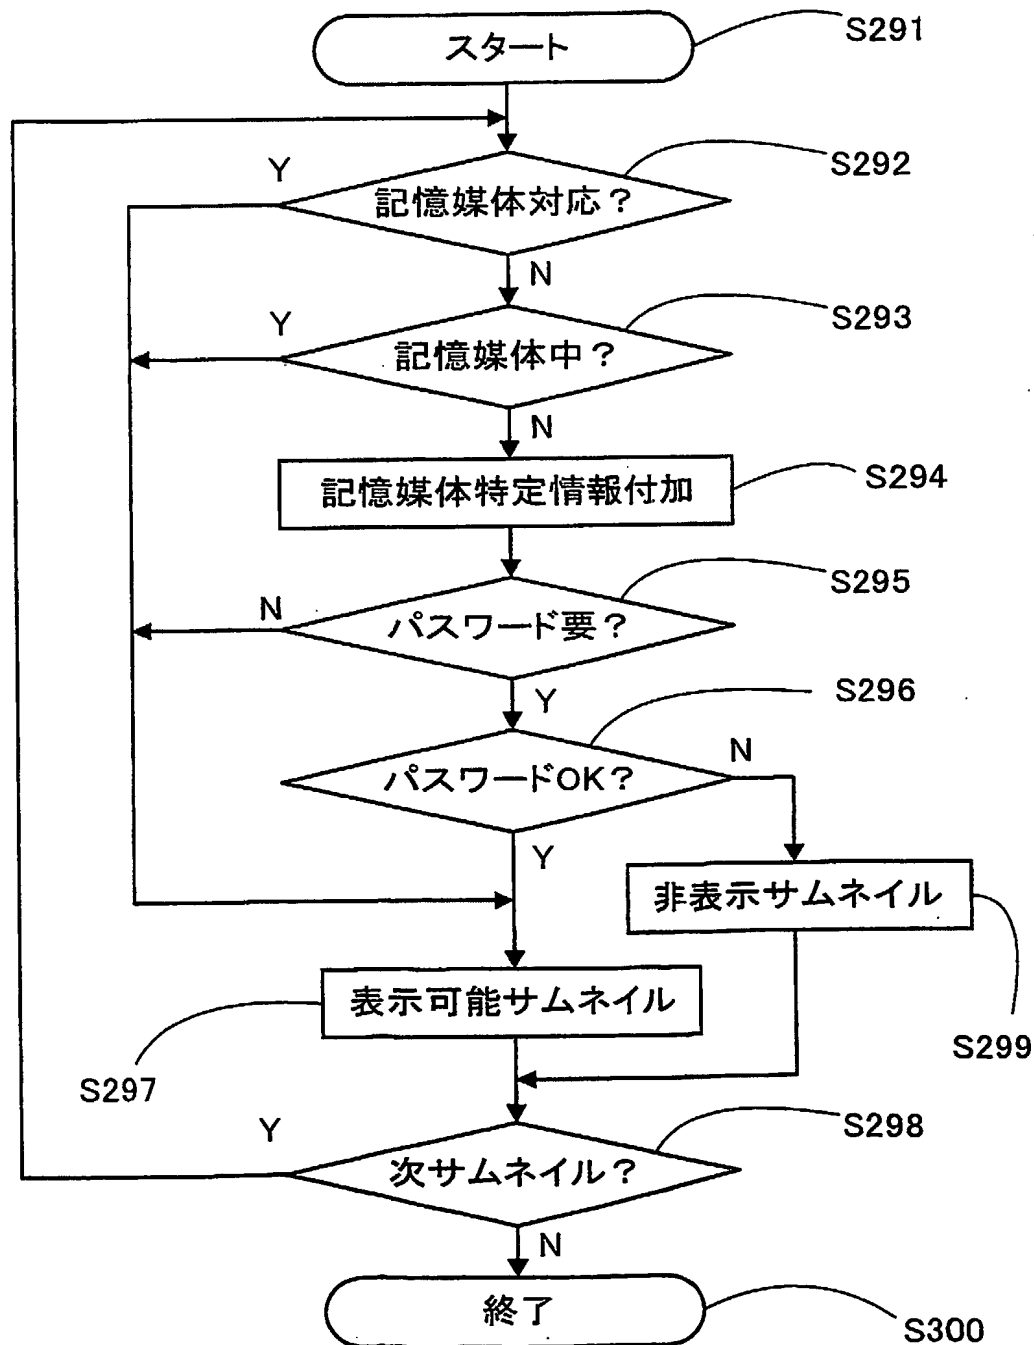 スタート
S291
Y
記憶媒体対応？
S292
N
Y
記憶媒体中？
S293
N
記憶媒体特定情報付加
S294
N
パスワード要？
S295
Y
パスワードOK？
S296
N
Y
非表示サムネイル
S299
表示可能サムネイル
S297
Y
次サムネイル？
S298
N
終了
S300